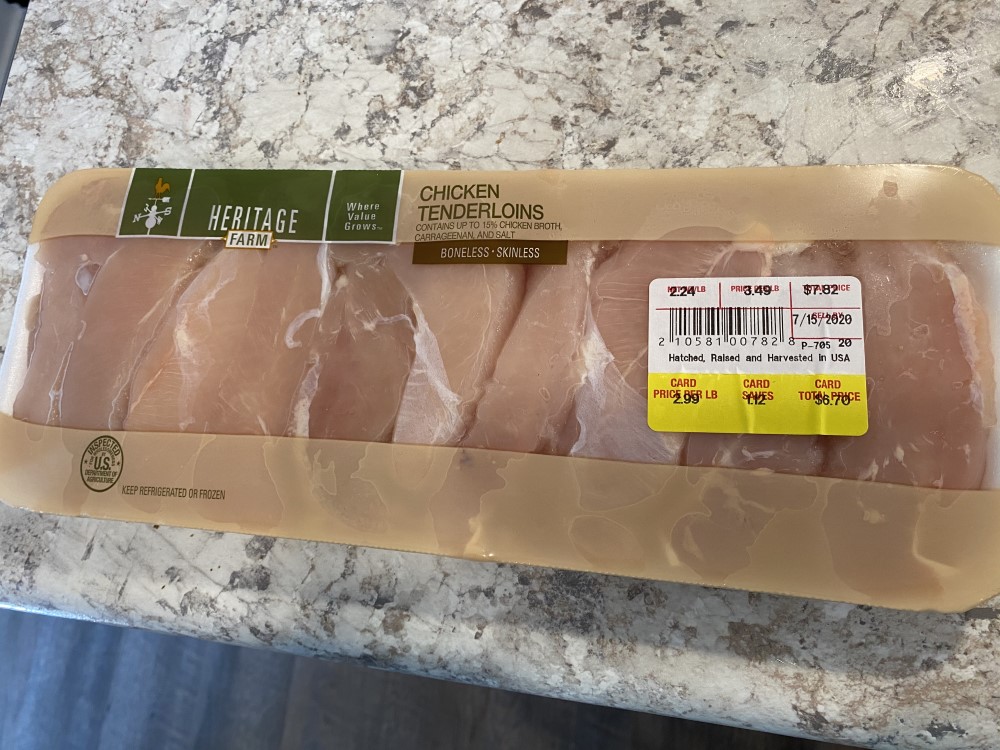 N S
HERITAGE
FARM
Where
Value
Grows™
CHICKEN
TENDERLOINS
CONTAINS UP TO 15% CHICKEN BROTH,
CARRAGEENAN, AND SALT
BONELESS • SKINLESS
2.24 3.49 $7.82
SELL BY
7/15/2020
2 10581 00782 8 P-705 20
Hatched, Raised and Harvested in USA
CARD CARD CARD
PRICE PER LB SAVES TOTAL PRICE
2.99 1.12 $6.70
INSPECTED
U.S.
DEPARTMENT OF
AGRICULTURE
KEEP REFRIGERATED OR FROZEN